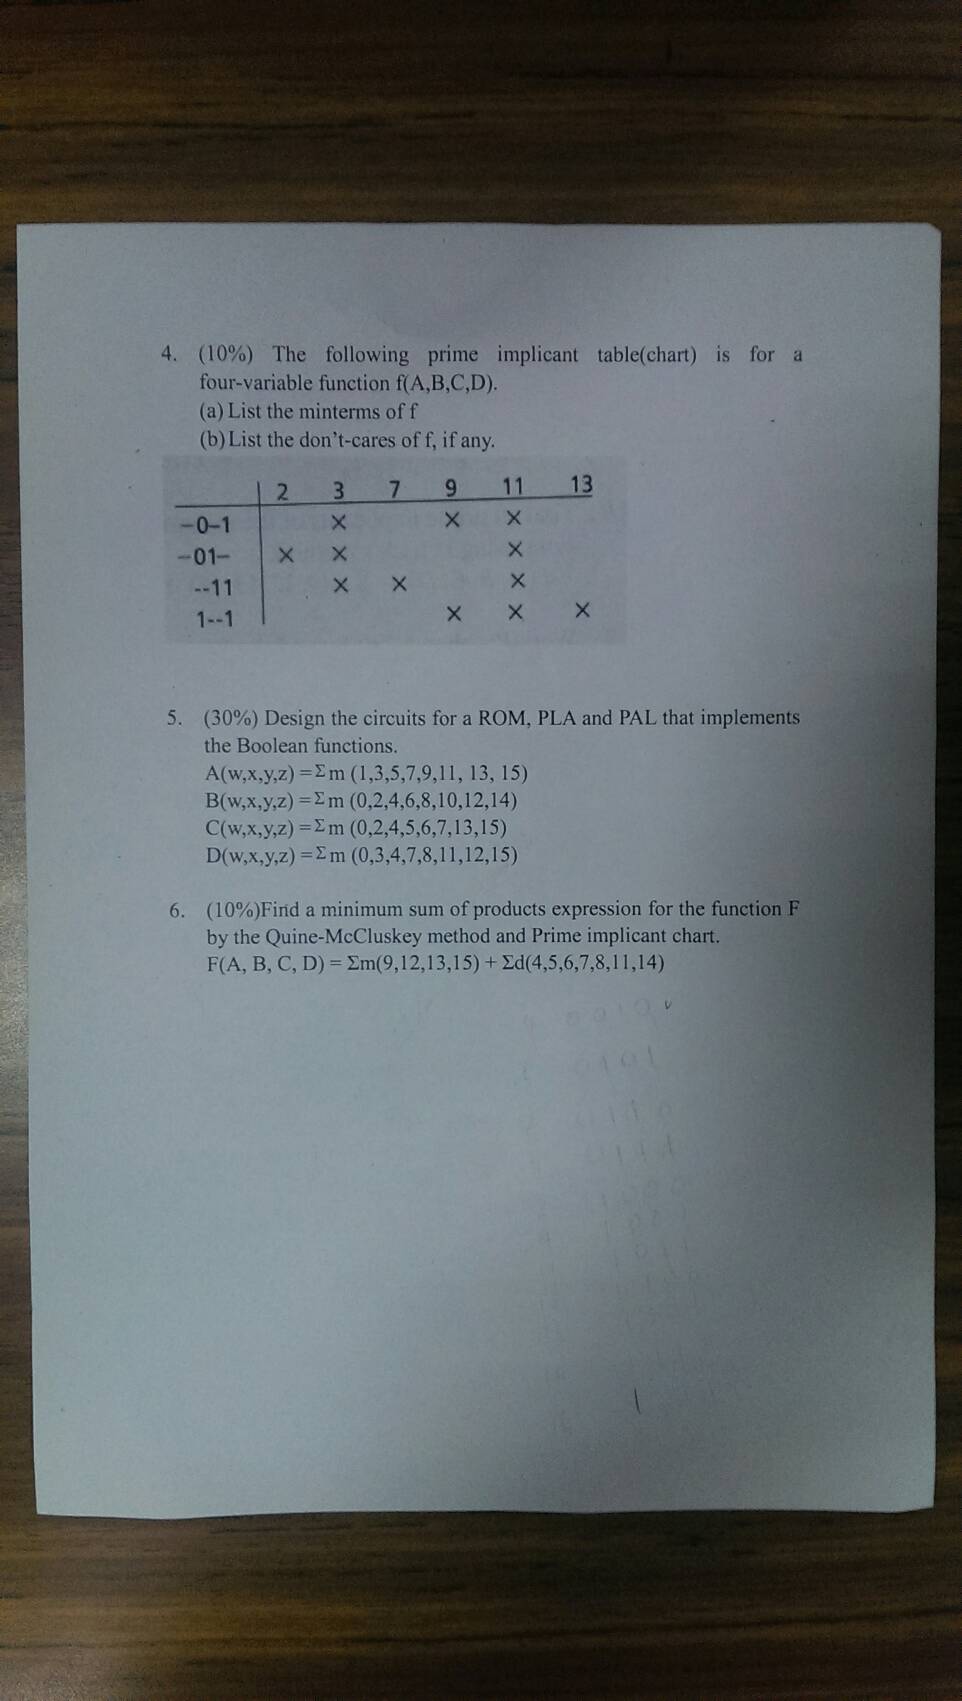 4. (10%) The following prime implicant table(chart) is for a
four-variable function f(A,B,C,D).
(a) List the minterms of f
(b) List the don't-cares of f, if any.
2 3 7 9 11 13
-0-1 × × ×
-01- × × ×
--11 × × ×
1--1 × × ×
5. (30%) Design the circuits for a ROM, PLA and PAL that implements
the Boolean functions.
A(w,x,y,z) =Σm (1,3,5,7,9,11, 13, 15)
B(w,x,y,z) =Σm (0,2,4,6,8,10,12,14)
C(w,x,y,z) =Σm (0,2,4,5,6,7,13,15)
D(w,x,y,z) =Σm (0,3,4,7,8,11,12,15)
6. (10%)Find a minimum sum of products expression for the function F
by the Quine-McCluskey method and Prime implicant chart.
F(A, B, C, D) = Σm(9,12,13,15) + Σd(4,5,6,7,8,11,14)